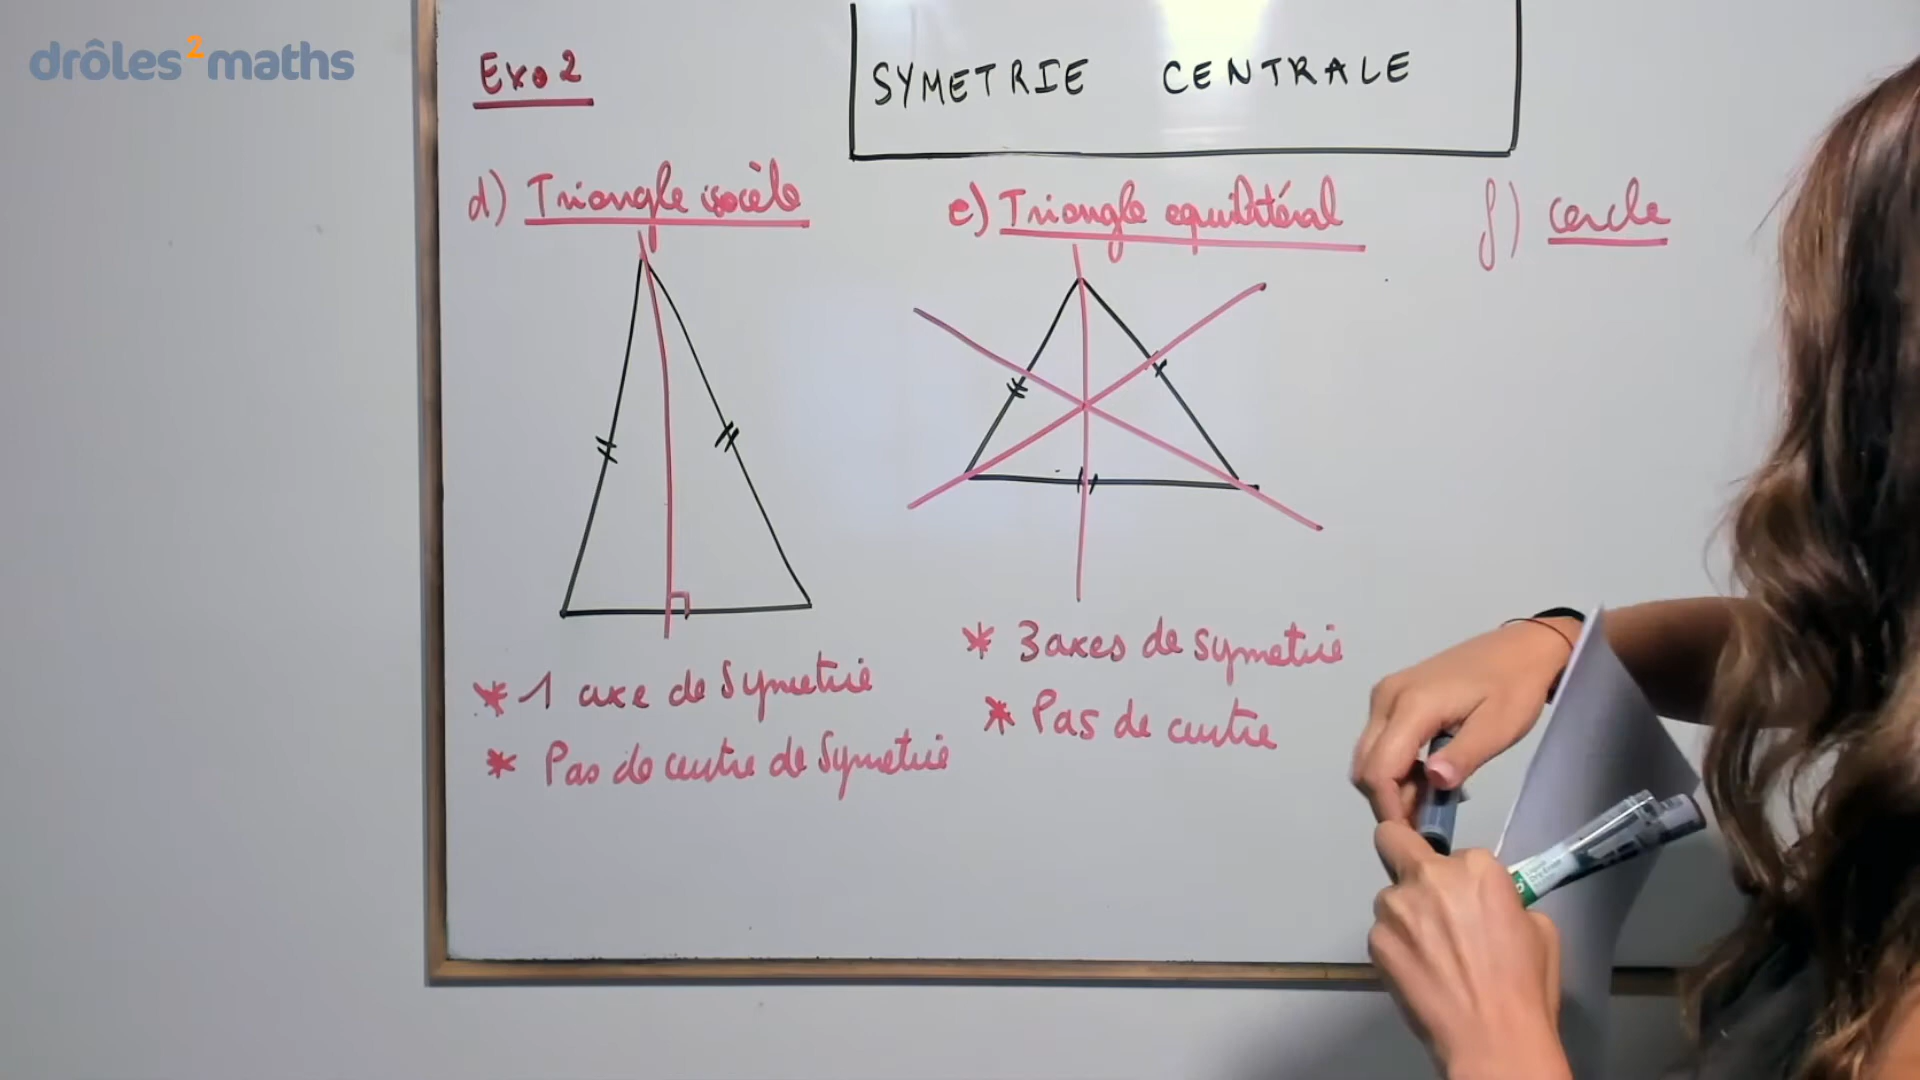 drôles2maths
Exo 2
SYMETRIE CENTRALE
d) Triangle isocèle
e) Triangle equilatéral
f) cercle
* 1 axe de Symetrie
* Pas de centre de Symetrie
* 3 axes de symetrie
* Pas de centre